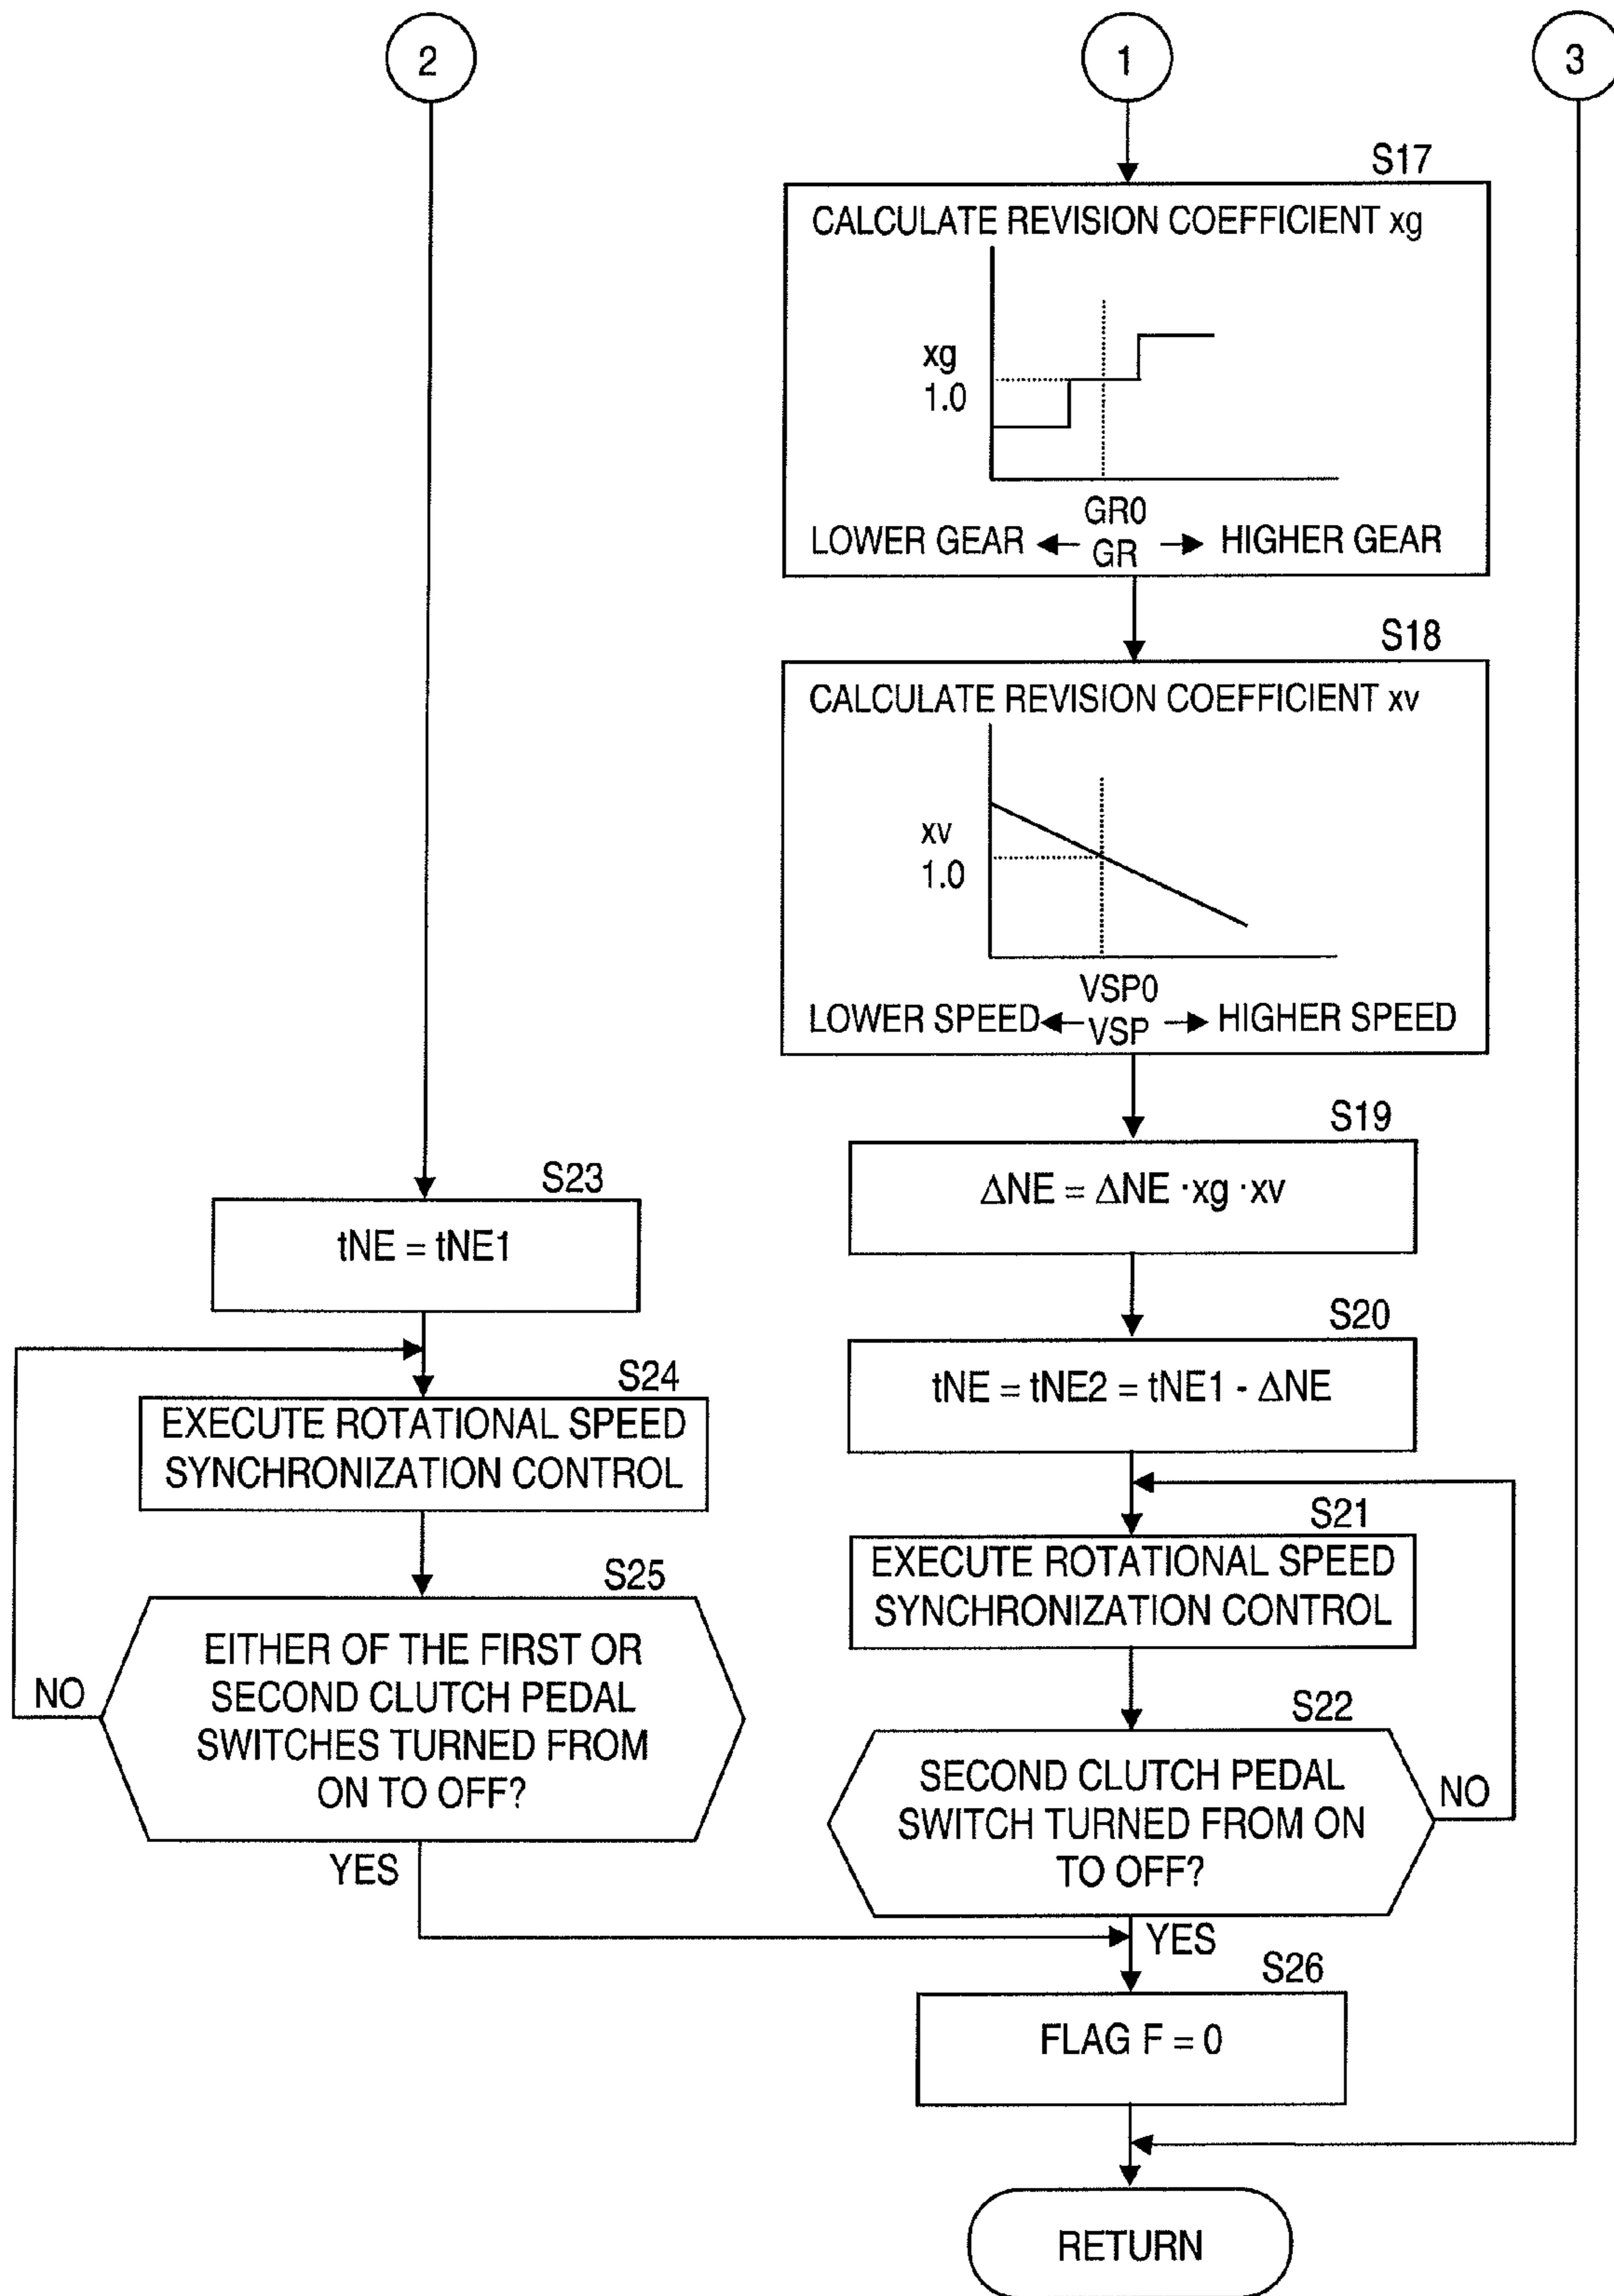 2
1
3
S17
CALCULATE REVISION COEFFICIENT xg
xg
1.0
GR0
LOWER GEAR GR HIGHER GEAR
S18
CALCULATE REVISION COEFFICIENT xv
xv
1.0
VSP0
LOWER SPEED VSP HIGHER SPEED
S19
ΔNE = ΔNE ·xg ·xv
S23
tNE = tNE1
S20
tNE = tNE2 = tNE1 - ΔNE
S24
EXECUTE ROTATIONAL SPEED
SYNCHRONIZATION CONTROL
S21
EXECUTE ROTATIONAL SPEED
SYNCHRONIZATION CONTROL
S25
EITHER OF THE FIRST OR
SECOND CLUTCH PEDAL
SWITCHES TURNED FROM
ON TO OFF?
NO
YES
S22
SECOND CLUTCH PEDAL
SWITCH TURNED FROM ON
TO OFF?
NO
YES
S26
FLAG F = 0
RETURN